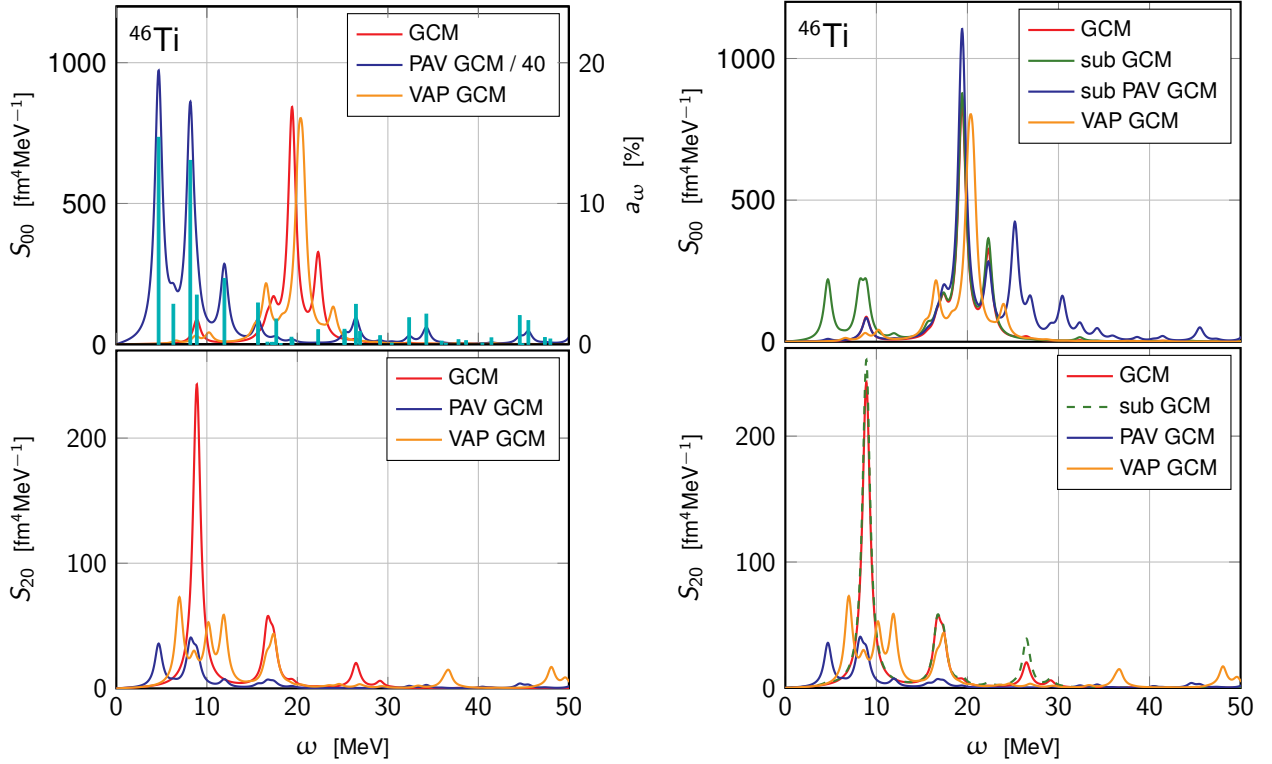 ⁴⁶Ti
GCM
PAV GCM / 40
VAP GCM
1000
500
0
S₀₀ [fm⁴MeV⁻¹]
20
10
0
a_ω [%]
GCM
PAV GCM
VAP GCM
200
100
0
S₂₀ [fm⁴MeV⁻¹]
0 10 20 30 40 50
ω [MeV]
⁴⁶Ti
GCM
sub GCM
sub PAV GCM
VAP GCM
1000
500
0
S₀₀ [fm⁴MeV⁻¹]
GCM
sub GCM
PAV GCM
VAP GCM
200
100
0
S₂₀ [fm⁴MeV⁻¹]
0 10 20 30 40 50
ω [MeV]